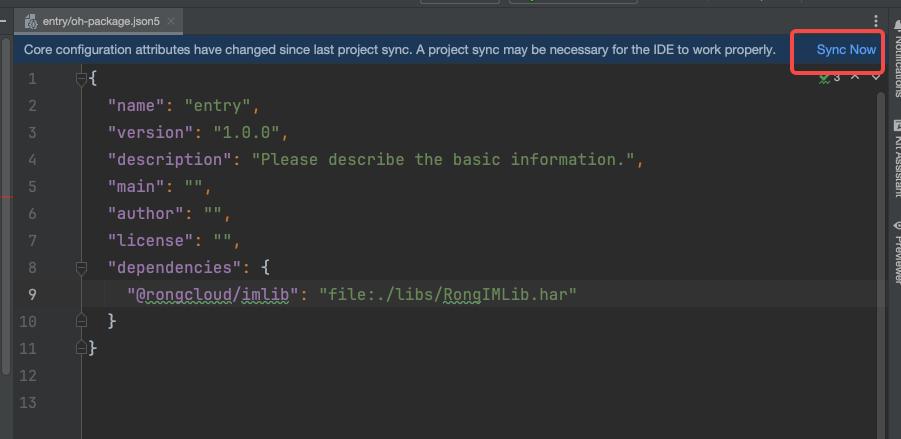 entry/oh-package.json5
Core configuration attributes have changed since last project sync. A project sync may be necessary for the IDE to work properly. Sync Now
3
1 {
2 "name": "entry",
3 "version": "1.0.0",
4 "description": "Please describe the basic information.",
5 "main": "",
6 "author": "",
7 "license": "",
8 "dependencies": {
9 "@rongcloud/imlib": "file:./libs/RongIMLib.har"
10 }
11 }
12
13
Notifications
Previewer